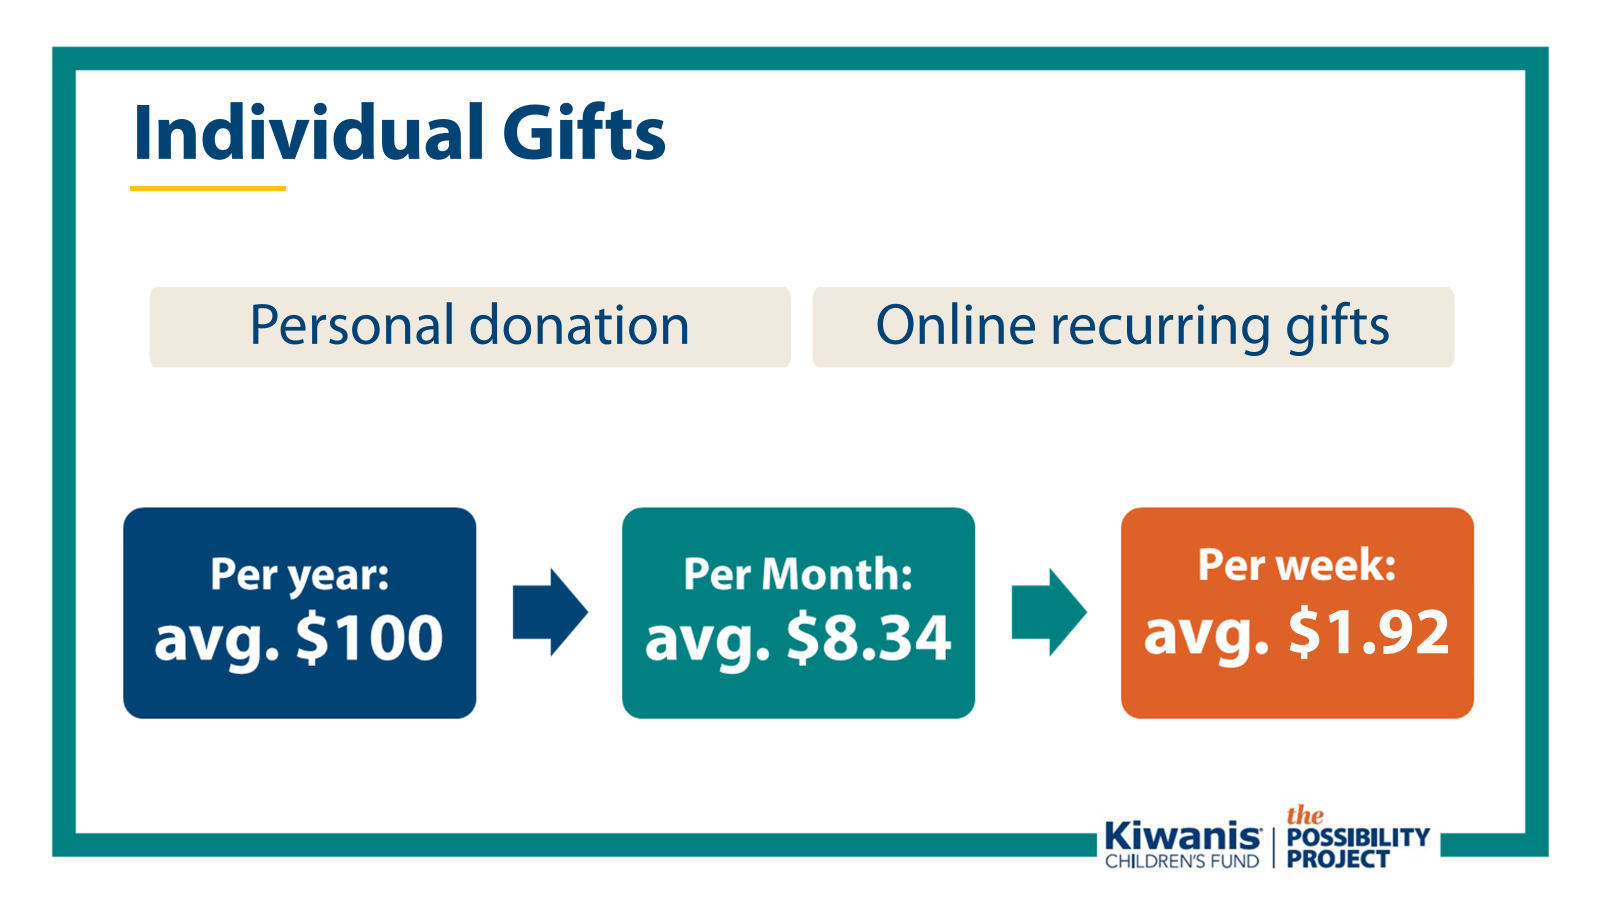 Individual Gifts
Personal donation
Online recurring gifts
Per year:
avg. $100
Per Month:
avg. $8.34
Per week:
avg. $1.92
Kiwanis
CHILDREN'S FUND
the
POSSIBILITY
PROJECT